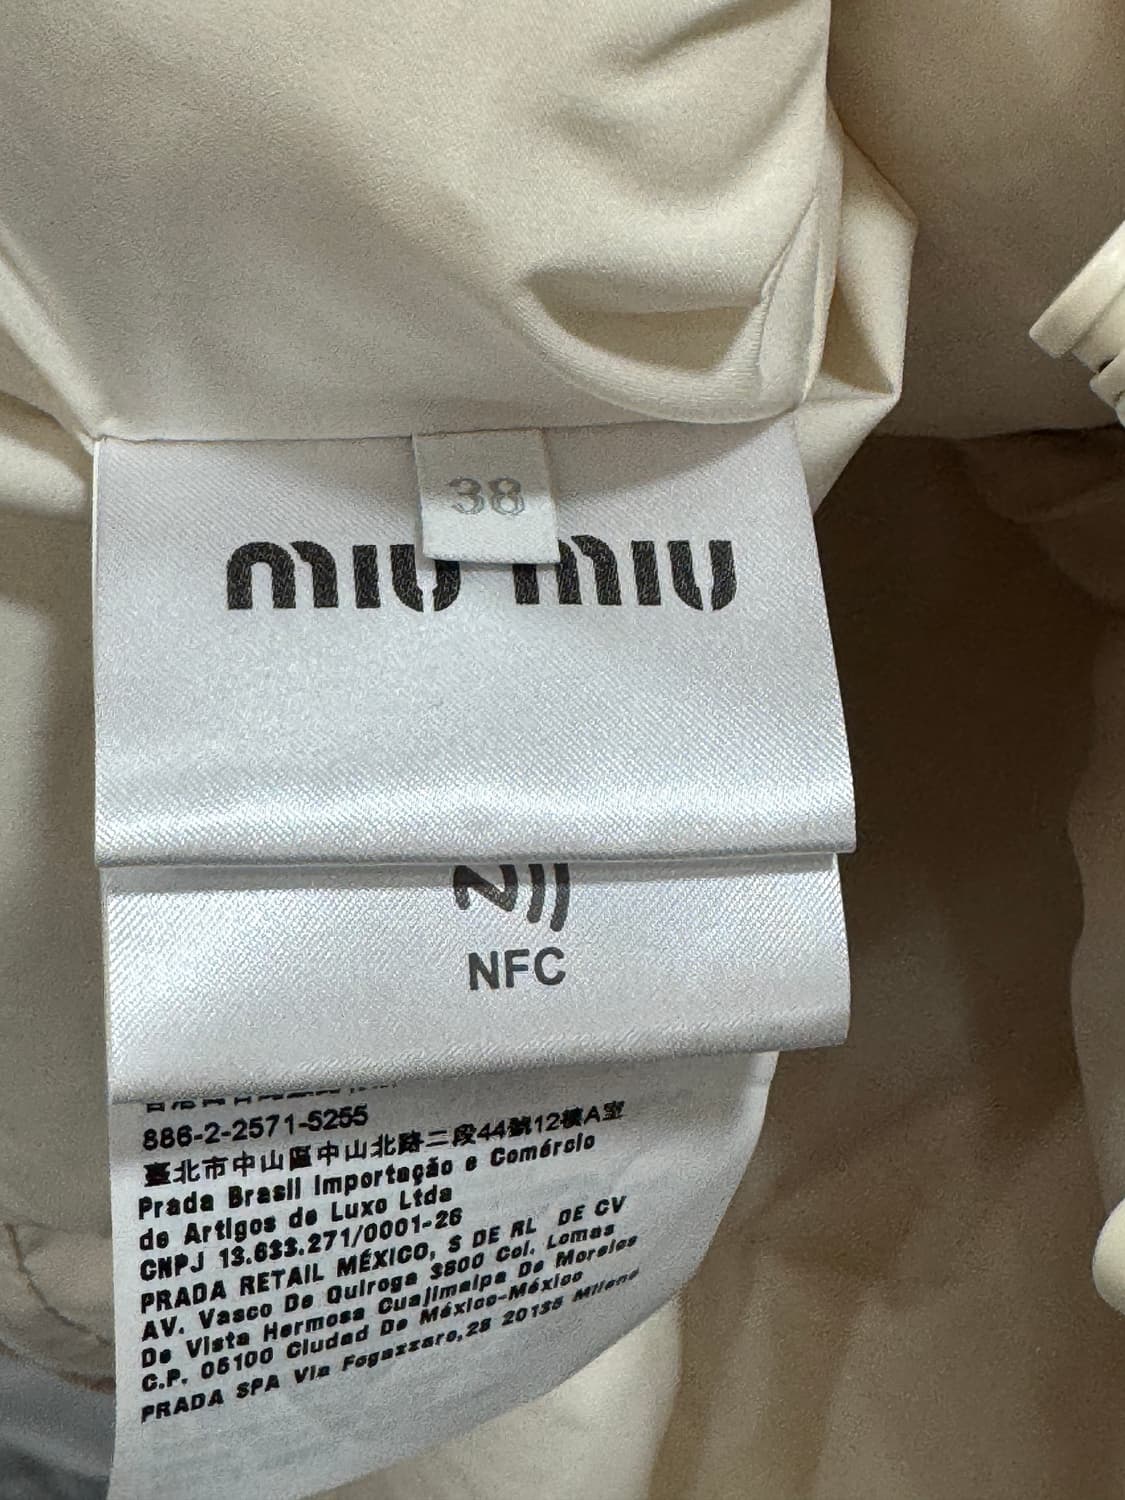 38
miu miu
NFC
886-2-2571-5255
臺北市中山區中山北路二段44號12樓A室
Prada Brasil Importação e Comércio
de Artigos de Luxo Ltda
CNPJ 13.633.271/0001-26
PRADA RETAIL MÉXICO, S DE RL DE CV
AV. Vasco De Quiroga 3800 Col. Lomas
De Vista Hermosa Cuajimalpa De Morelos
C.P. 05100 Ciudad De México-México
PRADA SPA Via Fogazzaro,28 20135 Milano